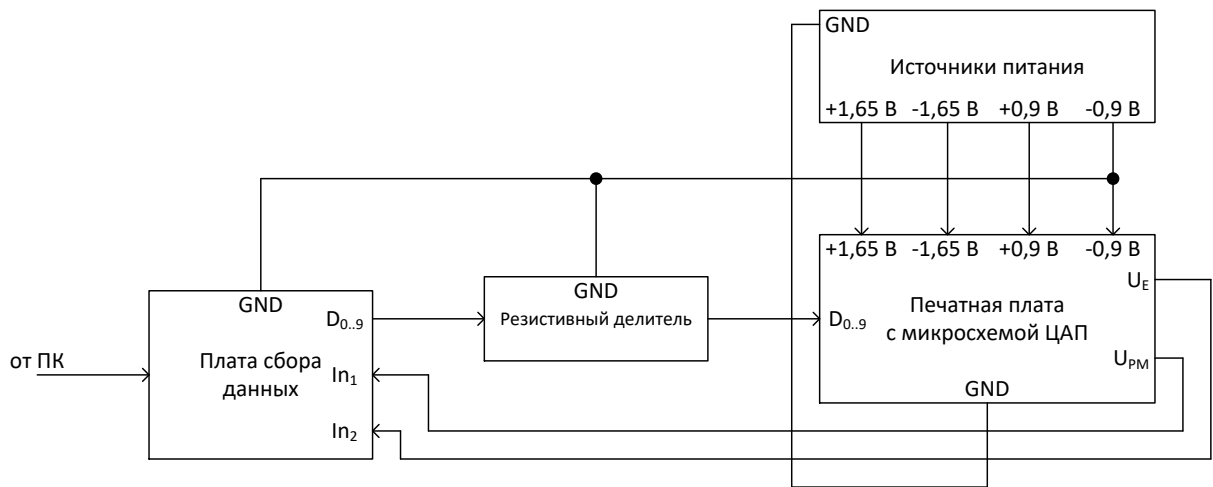 GND
Источники питания
+1,65 В -1,65 В +0,9 В -0,9 В
+1,65 В -1,65 В +0,9 В -0,9 В
GND
D0..9
Плата сбора
данных
In1
In2
от ПК
GND
Резистивный делитель
D0..9
Печатная плата
с микросхемой ЦАП
UE
UPM
GND